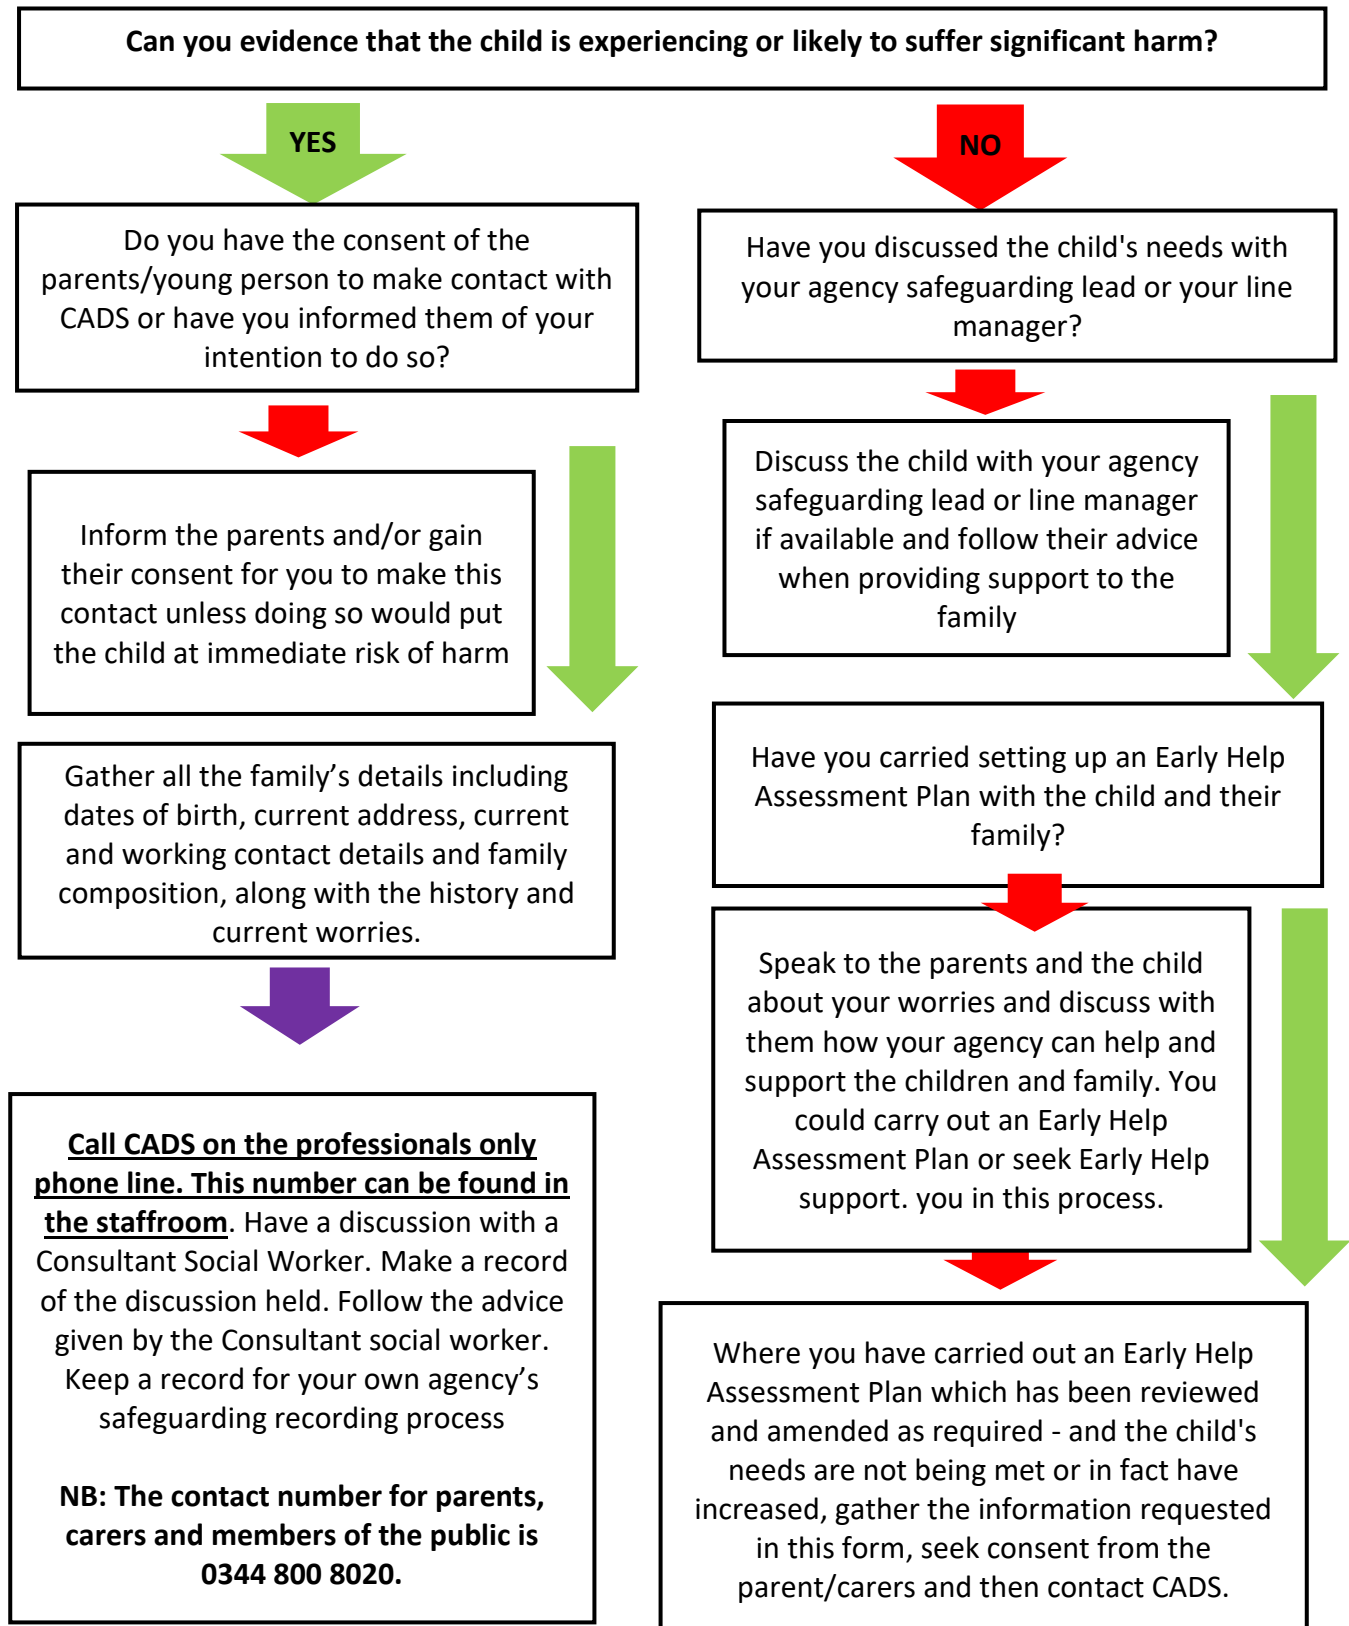 Can you evidence that the child is experiencing or likely to suffer significant harm?
YES
NO
Do you have the consent of the
parents/young person to make contact with
CADS or have you informed them of your
intention to do so?
Inform the parents and/or gain
their consent for you to make this
contact unless doing so would put
the child at immediate risk of harm
Gather all the family’s details including
dates of birth, current address, current
and working contact details and family
composition, along with the history and
current worries.
Call CADS on the professionals only
phone line. This number can be found in
the staffroom. Have a discussion with a
Consultant Social Worker. Make a record
of the discussion held. Follow the advice
given by the Consultant social worker.
Keep a record for your own agency’s
safeguarding recording process
NB: The contact number for parents,
carers and members of the public is
0344 800 8020.
Have you discussed the child's needs with
your agency safeguarding lead or your line
manager?
Discuss the child with your agency
safeguarding lead or line manager
if available and follow their advice
when providing support to the
family
Have you carried setting up an Early Help
Assessment Plan with the child and their
family?
Speak to the parents and the child
about your worries and discuss with
them how your agency can help and
support the children and family. You
could carry out an Early Help
Assessment Plan or seek Early Help
support. you in this process.
Where you have carried out an Early Help
Assessment Plan which has been reviewed
and amended as required - and the child's
needs are not being met or in fact have
increased, gather the information requested
in this form, seek consent from the
parent/carers and then contact CADS.